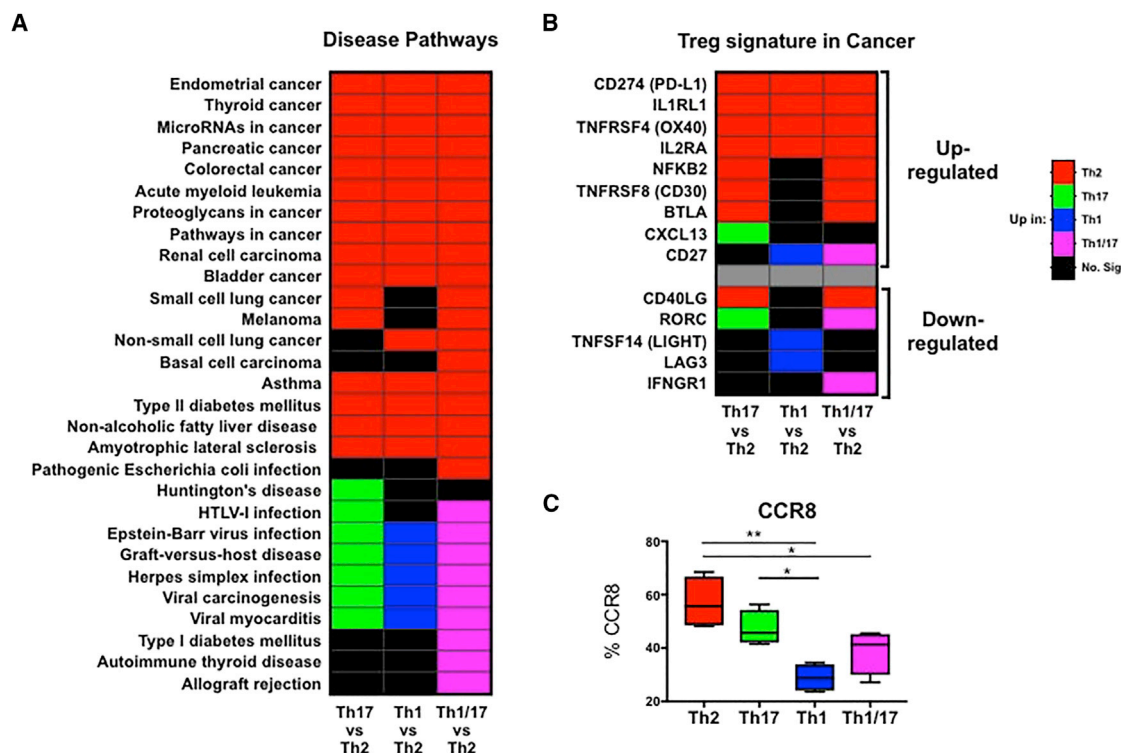 A
Disease Pathways
Endometrial cancer
Thyroid cancer
MicroRNAs in cancer
Pancreatic cancer
Colorectal cancer
Acute myeloid leukemia
Proteoglycans in cancer
Pathways in cancer
Renal cell carcinoma
Bladder cancer
Small cell lung cancer
Melanoma
Non-small cell lung cancer
Basal cell carcinoma
Asthma
Type II diabetes mellitus
Non-alcoholic fatty liver disease
Amyotrophic lateral sclerosis
Pathogenic Escherichia coli infection
Huntington's disease
HTLV-I infection
Epstein-Barr virus infection
Graft-versus-host disease
Herpes simplex infection
Viral carcinogenesis
Viral myocarditis
Type I diabetes mellitus
Autoimmune thyroid disease
Allograft rejection
Th17 Th1 Th1/17
vs vs vs
Th2 Th2 Th2
B
Treg signature in Cancer
CD274 (PD-L1)
IL1RL1
TNFRSF4 (OX40)
IL2RA
NFKB2
TNFRSF8 (CD30)
BTLA
CXCL13
CD27
CD40LG
RORC
TNFSF14 (LIGHT)
LAG3
IFNGR1
Th17 Th1 Th1/17
vs vs vs
Th2 Th2 Th2
Up-
regulated
Down-
regulated
Up in:
Th2
Th17
Th1
Th1/17
No. Sig
C
CCR8
% CCR8
80
60
40
20
**
*
*
Th2 Th17 Th1 Th1/17